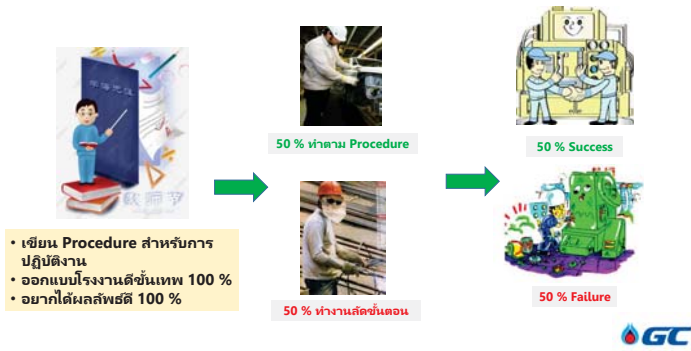 • เขียน Procedure สำหรับการ
ปฏิบัติงาน
• ออกแบบโรงงานดีขั้นเทพ 100 %
• อยากได้ผลลัพธ์ดี 100 %
50 % ทำตาม Procedure
50 % ทำงานลัดขั้นตอน
50 % Success
50 % Failure
GC